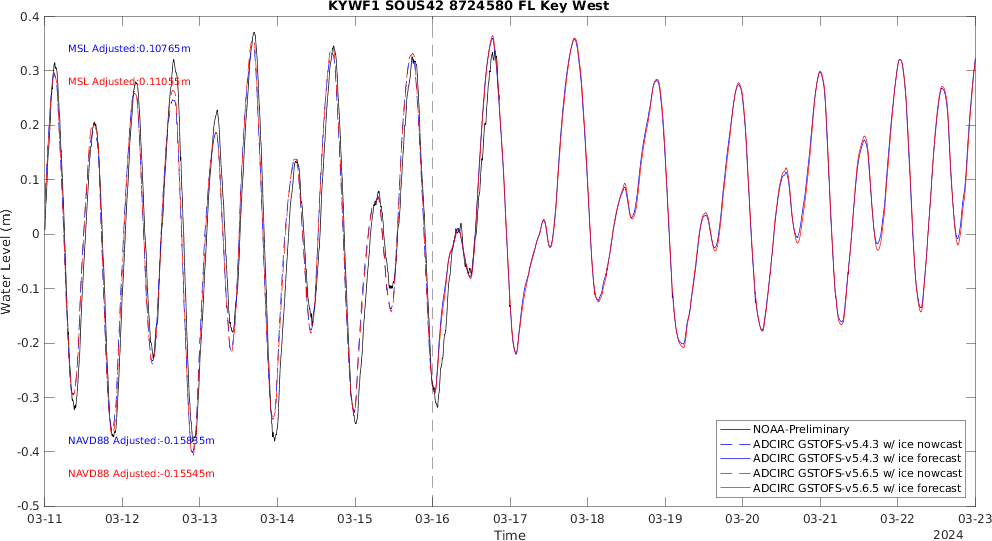 KYWF1 SOUS42 8724580 FL Key West
0.4
0.3
0.2
0.1
0
-0.1
-0.2
-0.3
-0.4
-0.5
Water Level (m)
MSL Adjusted:0.10765m
MSL Adjusted:0.11055m
NAVD88 Adjusted:-0.15835m
NAVD88 Adjusted:-0.15545m
NOAA-Preliminary
ADCIRC GSTOFS-v5.4.3 w/ ice nowcast
ADCIRC GSTOFS-v5.4.3 w/ ice forecast
ADCIRC GSTOFS-v5.6.5 w/ ice nowcast
ADCIRC GSTOFS-v5.6.5 w/ ice forecast
03-11 03-12 03-13 03-14 03-15 03-16 03-17 03-18 03-19 03-20 03-21 03-22 03-23
Time
2024